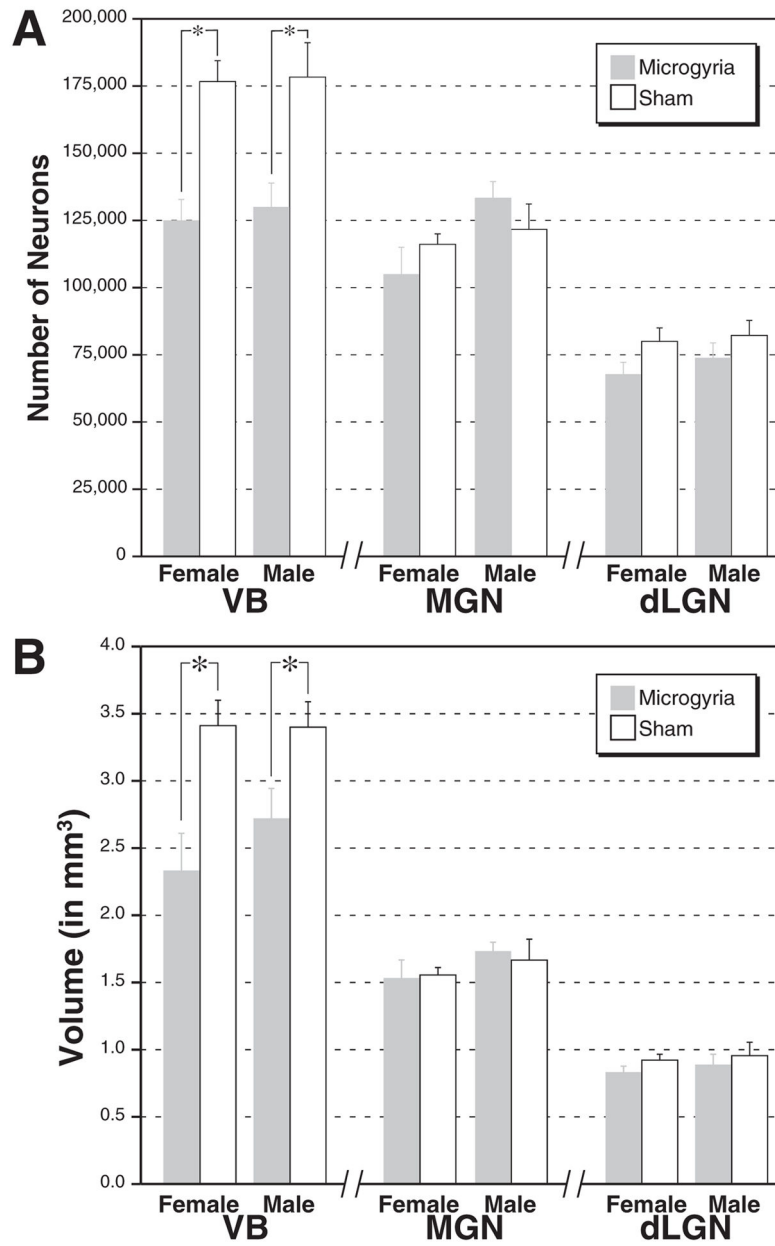 A
Number of Neurons
200,000
175,000
150,000
125,000
100,000
75,000
50,000
25,000
0
* *
Microgyria
Sham
Female Male Female Male Female Male
VB MGN dLGN
B
Volume (in mm³)
4.0
3.5
3.0
2.5
2.0
1.5
1.0
0.5
0.0
* *
Microgyria
Sham
Female Male Female Male Female Male
VB MGN dLGN